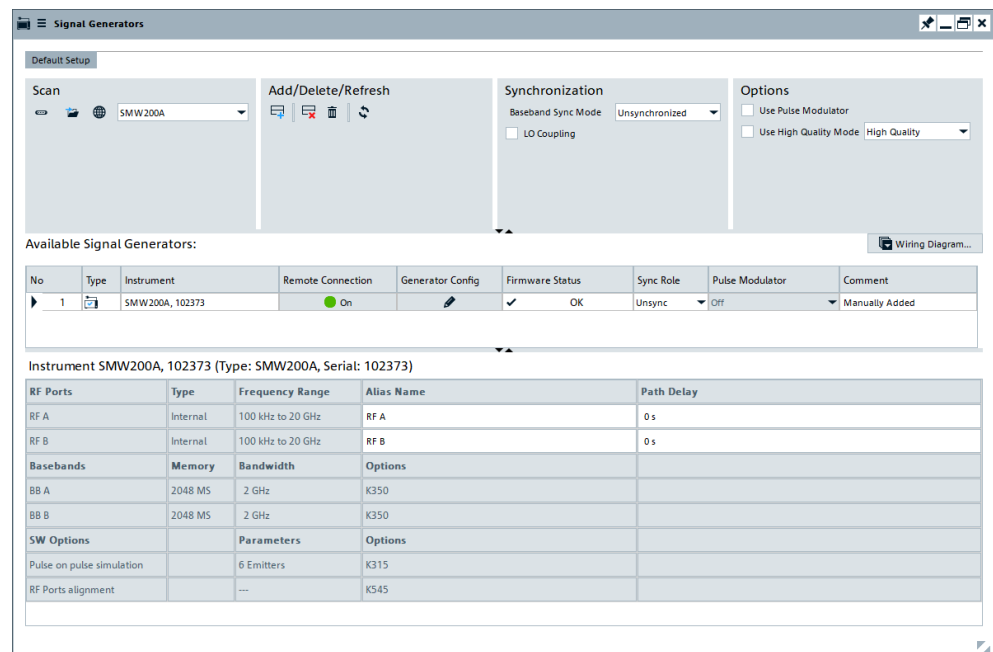 Signal Generators
Default Setup
Scan
SMW200A
Add/Delete/Refresh
Synchronization
Baseband Sync Mode Unsynchronized
LO Coupling
Options
Use Pulse Modulator
Use High Quality Mode High Quality
Available Signal Generators:
Wiring Diagram...
No Type Instrument Remote Connection Generator Config Firmware Status Sync Role Pulse Modulator Comment
1 SMW200A, 102373 On OK Unsync Off Manually Added
Instrument SMW200A, 102373 (Type: SMW200A, Serial: 102373)
RF Ports Type Frequency Range Alias Name Path Delay
RF A Internal 100 kHz to 20 GHz RF A 0 s
RF B Internal 100 kHz to 20 GHz RF B 0 s
Basebands Memory Bandwidth Options
BB A 2048 MS 2 GHz K350
BB B 2048 MS 2 GHz K350
SW Options Parameters Options
Pulse on pulse simulation 6 Emitters K315
RF Ports alignment --- K545